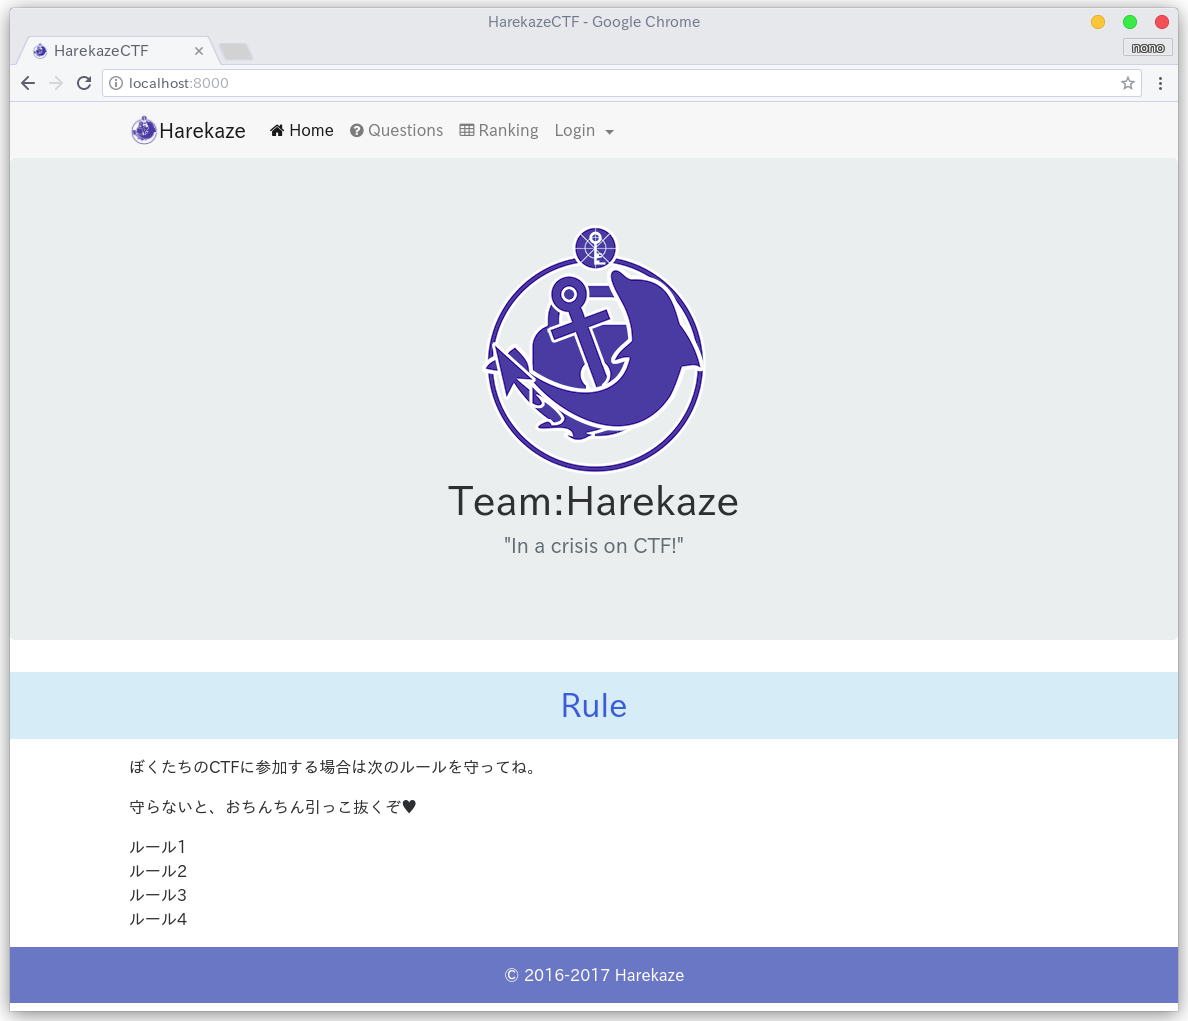 HarekazeCTF - Google Chrome
HarekazeCTF
nono
localhost:8000
Harekaze Home Questions Ranking Login
Team:Harekaze
"In a crisis on CTF!"
Rule
ぼくたちのCTFに参加する場合は次のルールを守ってね。
守らないと、おちんちん引っこ抜くぞ♥
ルール1
ルール2
ルール3
ルール4
© 2016-2017 Harekaze